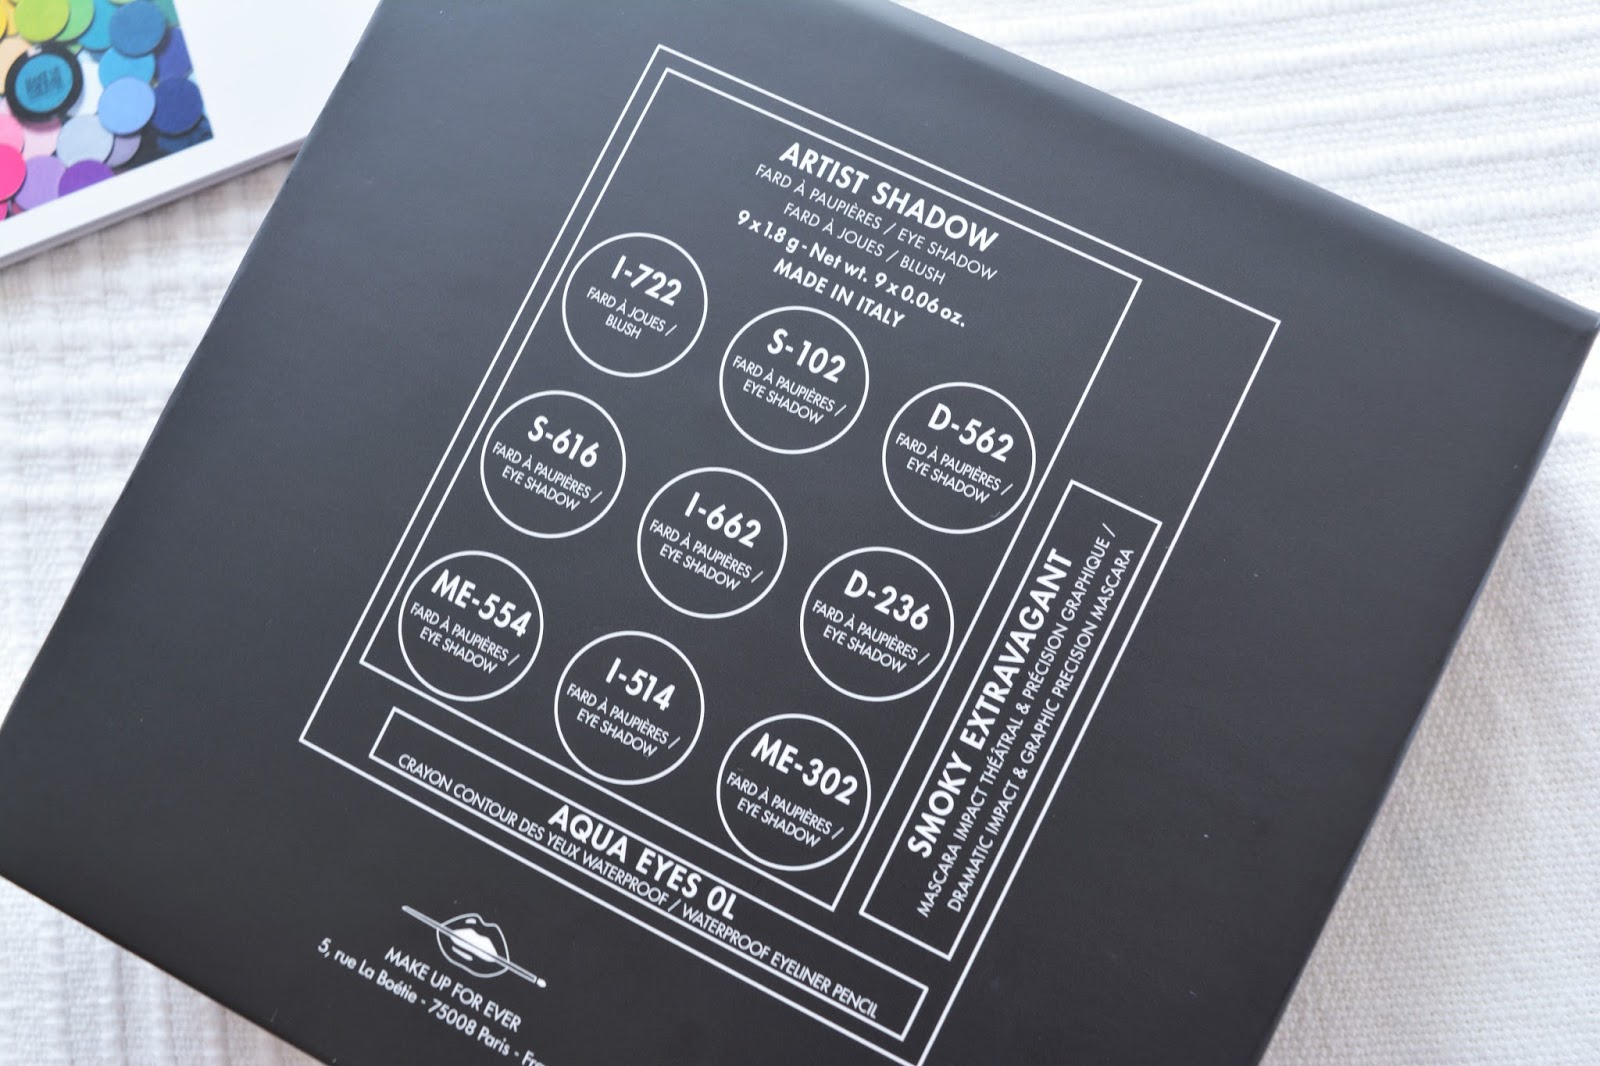 ARTIST SHADOW
FARD À PAUPIÈRES / EYE SHADOW
FARD À JOUES / BLUSH
9 x 1.8 g - Net wt. 9 x 0.06 oz.
MADE IN ITALY
I-722
FARD À JOUES /
BLUSH
S-102
FARD À PAUPIÈRES /
EYE SHADOW
D-562
FARD À PAUPIÈRES /
EYE SHADOW
S-616
FARD À PAUPIÈRES /
EYE SHADOW
I-662
FARD À PAUPIÈRES /
EYE SHADOW
D-236
FARD À PAUPIÈRES /
EYE SHADOW
ME-554
FARD À PAUPIÈRES /
EYE SHADOW
I-514
FARD À PAUPIÈRES /
EYE SHADOW
ME-302
FARD À PAUPIÈRES /
EYE SHADOW
SMOKY EXTRAVAGANT
MASCARA IMPACT THÉÂTRAL & PRÉCISION GRAPHIQUE /
DRAMATIC IMPACT & GRAPHIC PRECISION MASCARA
AQUA EYES 0L
CRAYON CONTOUR DES YEUX WATERPROOF / WATERPROOF EYELINER PENCIL
MAKE UP FOR EVER
5, rue La Boétie - 75008 Paris -